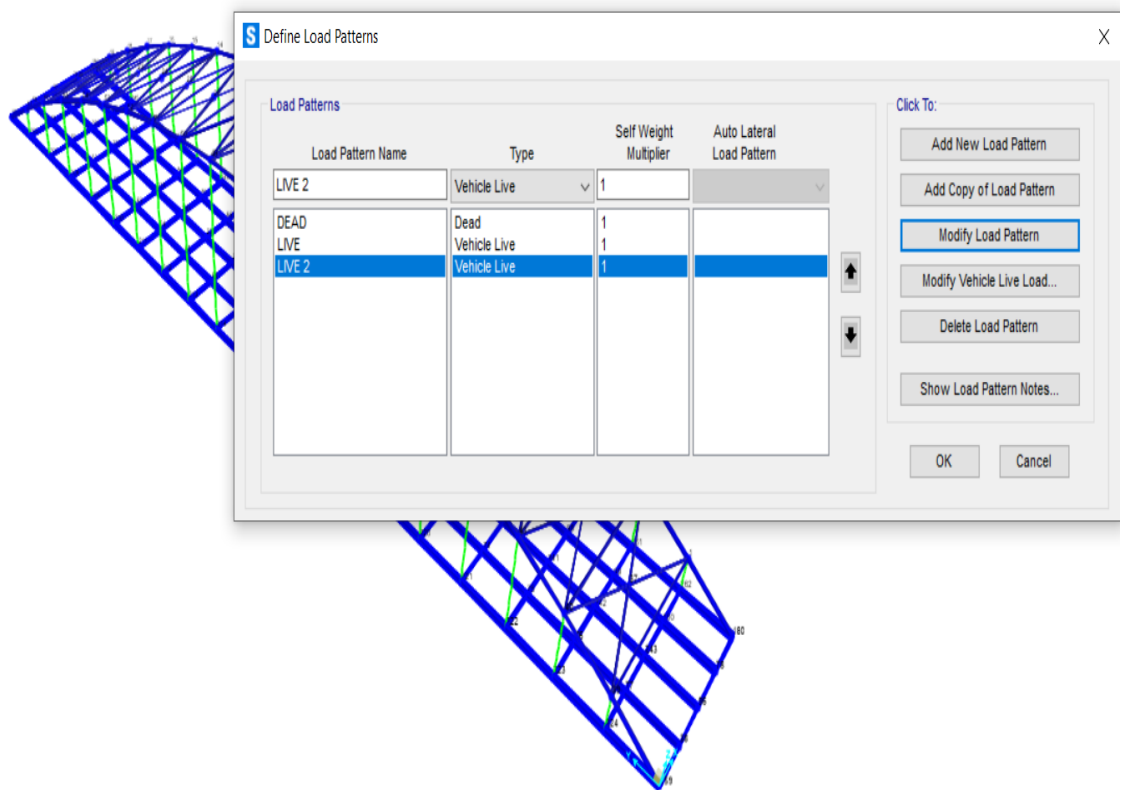 S Define Load Patterns X
Load Patterns
Click To:
Load Pattern Name Type Self Weight Multiplier Auto Lateral Load Pattern
LIVE 2 Vehicle Live 1
DEAD Dead 1
LIVE Vehicle Live 1
LIVE 2 Vehicle Live 1
Add New Load Pattern
Add Copy of Load Pattern
Modify Load Pattern
Modify Vehicle Live Load...
Delete Load Pattern
Show Load Pattern Notes...
OK Cancel